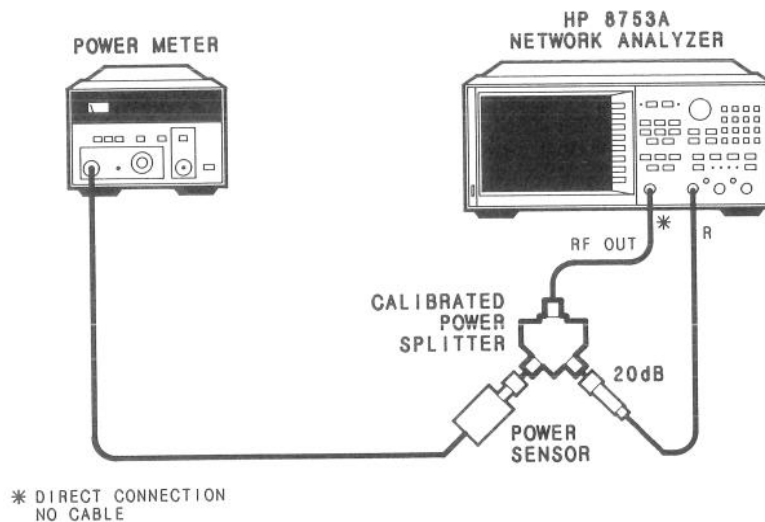 HP 8753A
NETWORK ANALYZER
POWER METER
*
R
RF OUT
CALIBRATED
POWER
SPLITTER
20dB
POWER
SENSOR
* DIRECT CONNECTION
NO CABLE